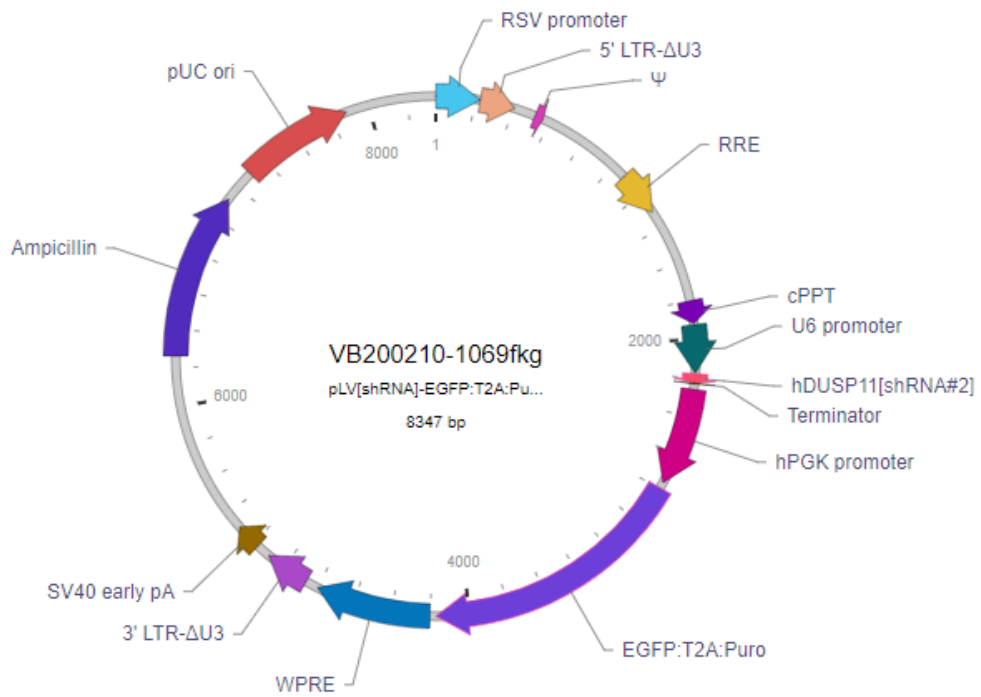 RSV promoter
5' LTR-ΔU3
Ψ
pUC ori
8000
1
RRE
Ampicillin
cPPT
2000
U6 promoter
VB200210-1069fkg
pLV[shRNA]-EGFP:T2A:Pu...
8347 bp
hDUSP11[shRNA#2]
6000
Terminator
hPGK promoter
4000
SV40 early pA
3' LTR-ΔU3
EGFP:T2A:Puro
WPRE